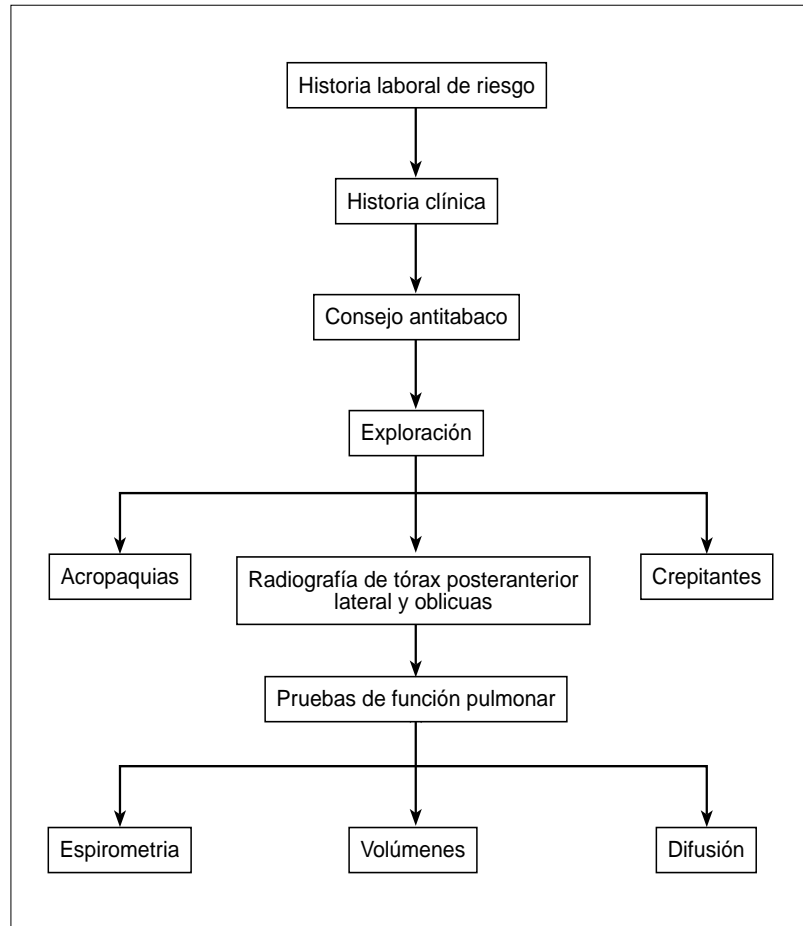 Historia laboral de riesgo
Historia clínica
Consejo antitabaco
Exploración
Acropaquias
Radiografía de tórax posteranterior
lateral y oblicuas
Crepitantes
Pruebas de función pulmonar
Espirometria
Volúmenes
Difusión